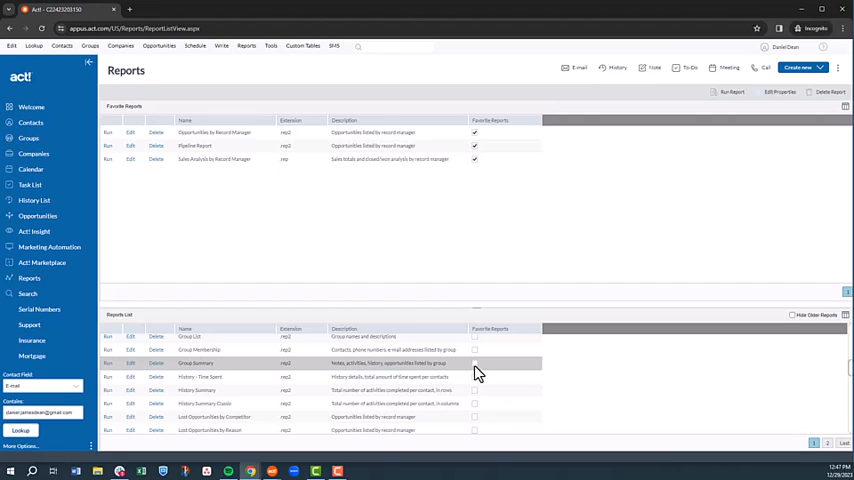 Act! - C22423203150
appus.act.com/US/Reports/ReportListView.aspx
Incognito
Edit Lookup Contacts Groups Companies Opportunities Schedule Write Reports Tools Custom Tables SMS
Daniel Dean
act!
Reports
E-mail History Note To-Do Meeting Call Create new
Run Report Edit Properties Delete Report
Favorite Reports
Name Extension Description Favorite Reports
Run Edit Delete Opportunities by Record Manager .rep2 Opportunities listed by record manager
Run Edit Delete Pipeline Report .rep2 Opportunities listed by record manager
Run Edit Delete Sales Analysis by Record Manager .rep Sales totals and closed/won analysis by record manager
1
Welcome
Contacts
Groups
Companies
Calendar
Task List
History List
Opportunities
Act! Insight
Marketing Automation
Act! Marketplace
Reports
Search
Serial Numbers
Support
Insurance
Mortgage
Contact Field:
E-mail
Contains:
daniel.jamesdean@gmail.com
Lookup
More Options..
Reports List
Hide Older Reports
Name Extension Description Favorite Reports
Run Edit Delete Group List .rep2 Group names and descriptions
Run Edit Delete Group Membership .rep2 Contacts, phone numbers, e-mail addresses listed by group
Run Edit Delete Group Summary .rep2 Notes, activities, history, opportunities listed by group
Run Edit Delete History - Time Spent .rep2 History details, total amount of time spent per contacts
Run Edit Delete History Summary .rep2 Total number of activities completed per contact, in rows
Run Edit Delete History Summary Classic .rep2 Total number of activities completed per contact, in columns
Run Edit Delete Lost Opportunities by Competitor .rep2 Opportunities listed by record manager
Run Edit Delete Lost Opportunities by Reason .rep2 Opportunities listed by record manager
1 2 Last
12:47 PM
12/29/2023